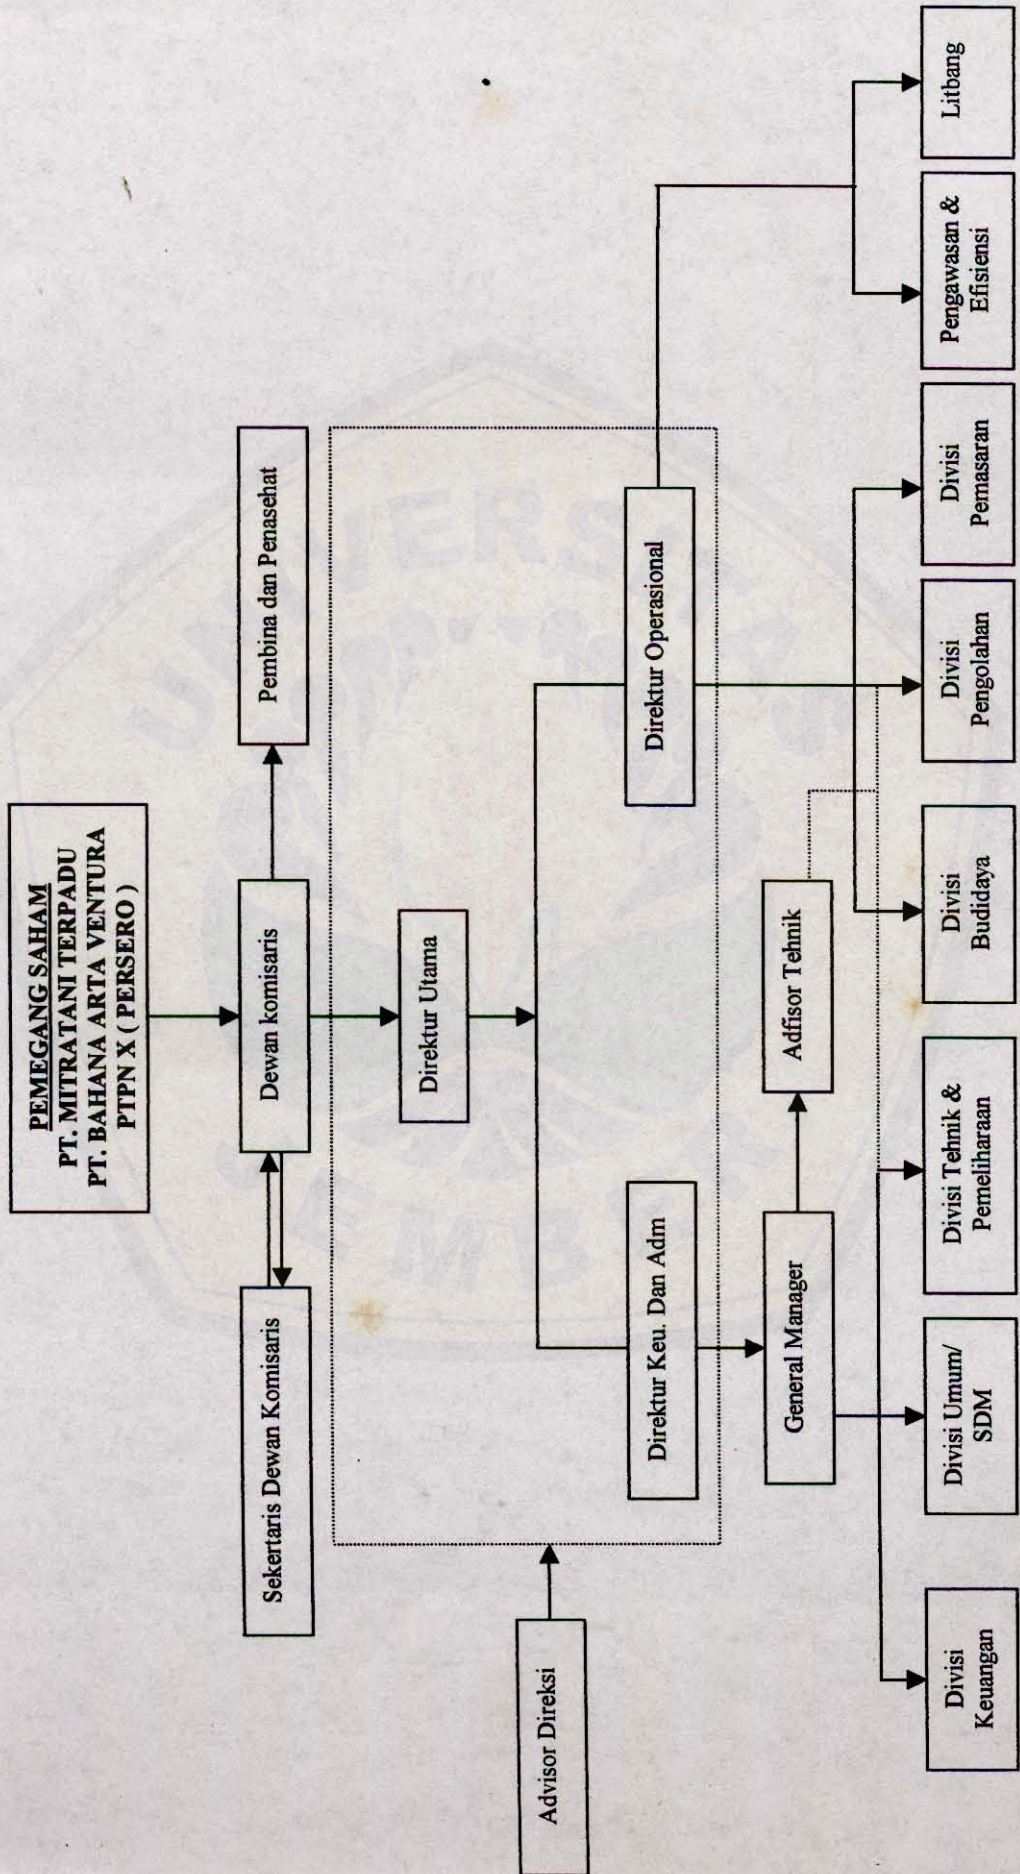 PEMEGANG SAHAM
PT. MITRATANI TERPADU
PT. BAHANA ARTA VENTURA
PTPN X ( PERSERO )
Sekertaris Dewan Komisaris
Dewan komisaris
Pembina dan Penasehat
Direktur Utama
Advisor Direksi
Direktur Keu. Dan Adm
Direktur Operasional
General Manager
Adfisor Tehnik
Divisi
Keuangan
Divisi Umum/
SDM
Divisi Tehnik &
Pemeliharaan
Divisi
Budidaya
Divisi
Pengolahan
Divisi
Pemasaran
Pengawasan &
Efisiensi
Litbang